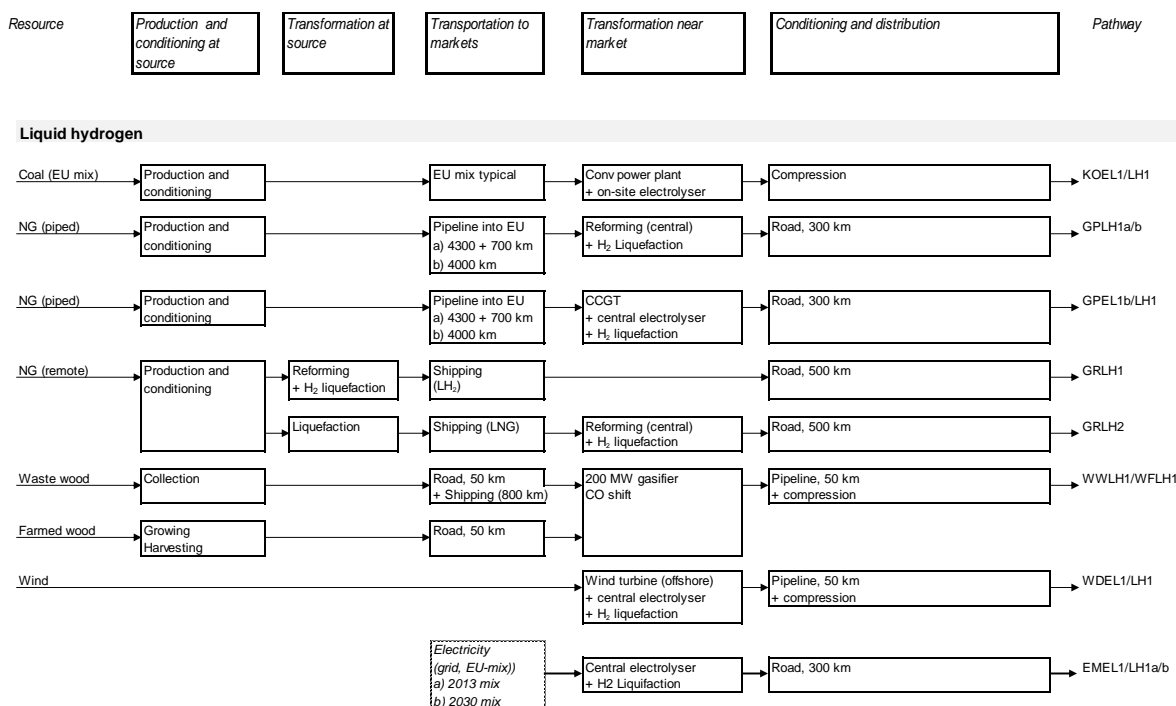 Resource
Production and
conditioning at
source
Transformation at
source
Transportation to
markets
Transformation near
market
Conditioning and distribution
Pathway
Liquid hydrogen
Coal (EU mix)
Production and
conditioning
EU mix typical
Conv power plant
+ on-site electrolyser
Compression
KOEL1/LH1
NG (piped)
Production and
conditioning
Pipeline into EU
a) 4300 + 700 km
b) 4000 km
Reforming (central)
+ H₂ Liquefaction
Road, 300 km
GPLH1a/b
NG (piped)
Production and
conditioning
Pipeline into EU
a) 4300 + 700 km
b) 4000 km
CCGT
+ central electrolyser
+ H₂ liquefaction
Road, 300 km
GPEL1b/LH1
NG (remote)
Production and
conditioning
Reforming
+ H₂ liquefaction
Shipping
(LH₂)
Road, 500 km
GRLH1
Liquefaction
Shipping (LNG)
Reforming (central)
+ H₂ liquefaction
Road, 500 km
GRLH2
Waste wood
Collection
Road, 50 km
+ Shipping (800 km)
200 MW gasifier
CO shift
Pipeline, 50 km
+ compression
WWLH1/WFLH1
Farmed wood
Growing
Harvesting
Road, 50 km
Wind
Wind turbine (offshore)
+ central electrolyser
+ H₂ liquefaction
Pipeline, 50 km
+ compression
WDEL1/LH1
Electricity
(grid, EU-mix))
a) 2013 mix
b) 2030 mix
Central electrolyser
+ H2 Liquifaction
Road, 300 km
EMEL1/LH1a/b